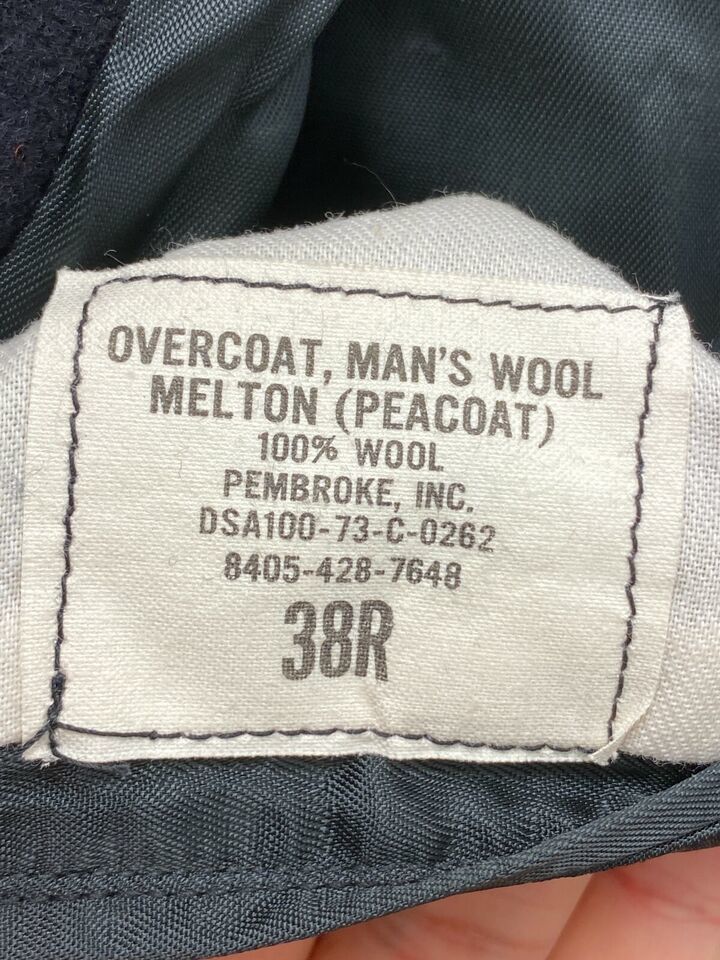 OVERCOAT, MAN'S WOOL
MELTON (PEACOAT)
100% WOOL
PEMBROKE, INC.
DSA100-73-C-0262
8405-428-7648
38R